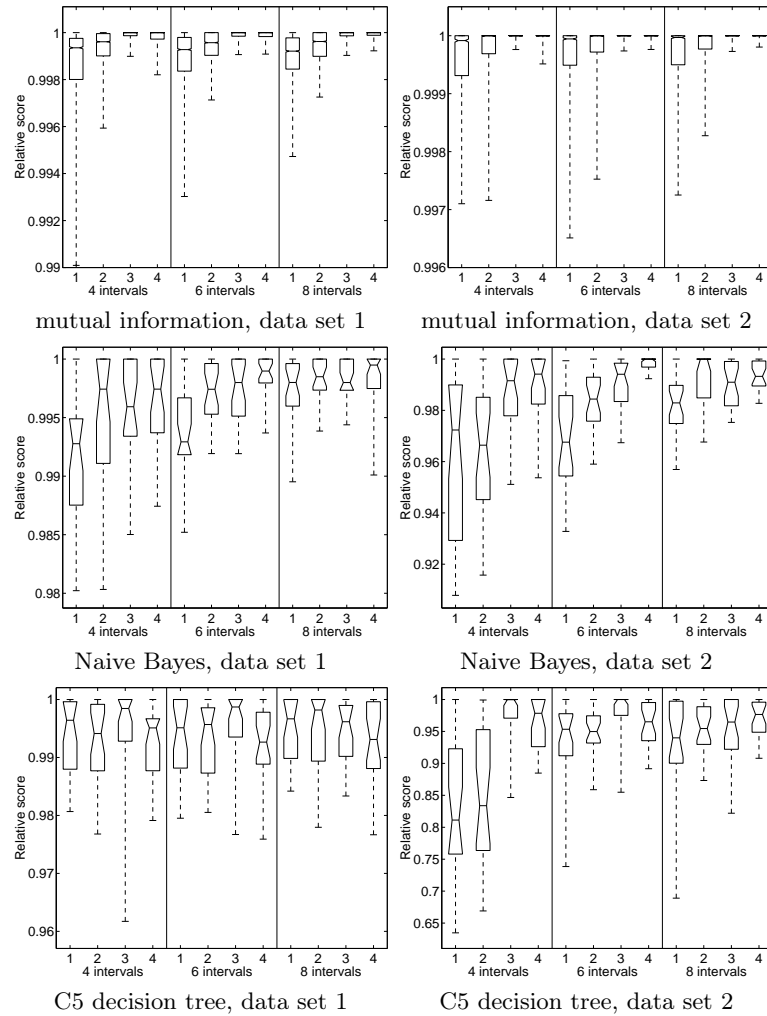 1
0.998
0.996
0.994
0.992
0.99
Relative score
1 2 3 4 1 2 3 4 1 2 3 4
4 intervals 6 intervals 8 intervals
mutual information, data set 1
1
0.999
0.998
0.997
0.996
Relative score
1 2 3 4 1 2 3 4 1 2 3 4
4 intervals 6 intervals 8 intervals
mutual information, data set 2
1
0.995
0.99
0.985
0.98
Relative score
1 2 3 4 1 2 3 4 1 2 3 4
4 intervals 6 intervals 8 intervals
Naive Bayes, data set 1
1
0.98
0.96
0.94
0.92
Relative score
1 2 3 4 1 2 3 4 1 2 3 4
4 intervals 6 intervals 8 intervals
Naive Bayes, data set 2
1
0.99
0.98
0.97
0.96
Relative score
1 2 3 4 1 2 3 4 1 2 3 4
4 intervals 6 intervals 8 intervals
C5 decision tree, data set 1
1
0.95
0.9
0.85
0.8
0.75
0.7
0.65
Relative score
1 2 3 4 1 2 3 4 1 2 3 4
4 intervals 6 intervals 8 intervals
C5 decision tree, data set 2